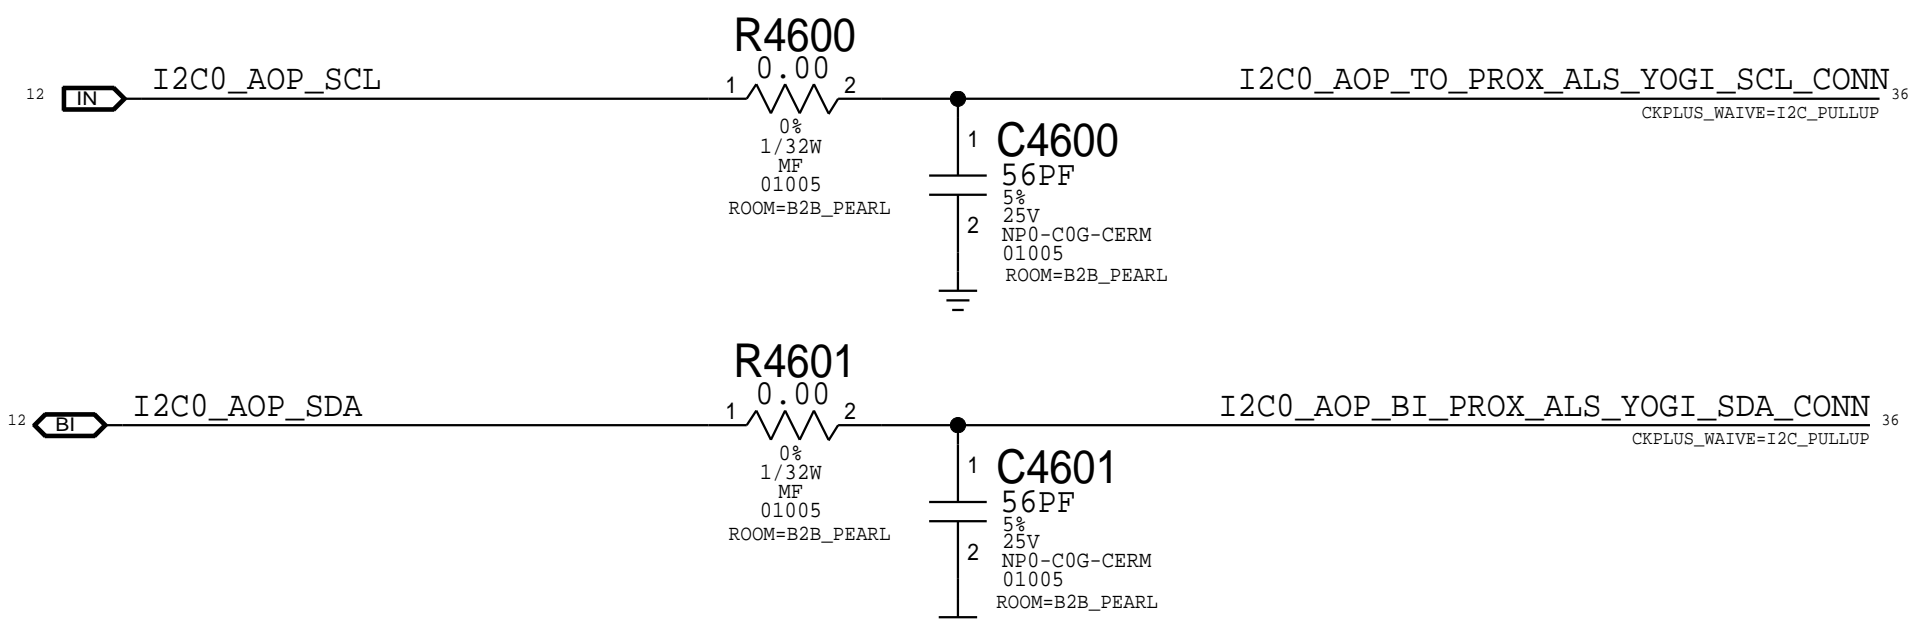 R4600
0.00
I2C0_AOP_SCL
1
2
I2C0_AOP_TO_PROX_ALS_YOGI_SCL_CONN
12
IN
36
CKPLUS_WAIVE=I2C_PULLUP
0%
1/32W
MF
01005
ROOM=B2B_PEARL
1
C4600
56PF
5%
25V
2
NP0-C0G-CERM
01005
ROOM=B2B_PEARL
R4601
0.00
I2C0_AOP_SDA
1
2
I2C0_AOP_BI_PROX_ALS_YOGI_SDA_CONN
12
BI
36
CKPLUS_WAIVE=I2C_PULLUP
0%
1/32W
MF
01005
ROOM=B2B_PEARL
1
C4601
56PF
5%
25V
2
NP0-C0G-CERM
01005
ROOM=B2B_PEARL